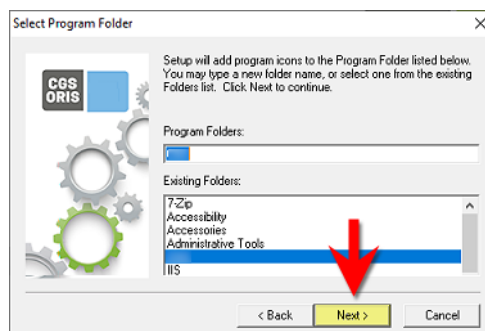 Select Program Folder
CGS
ORIS
Setup will add program icons to the Program Folder listed below.
You may type a new folder name, or select one from the existing
Folders list. Click Next to continue.
Program Folders:
Existing Folders:
7-Zip
Accessibility
Accessories
Administrative Tools
IIS
< Back
Next >
Cancel